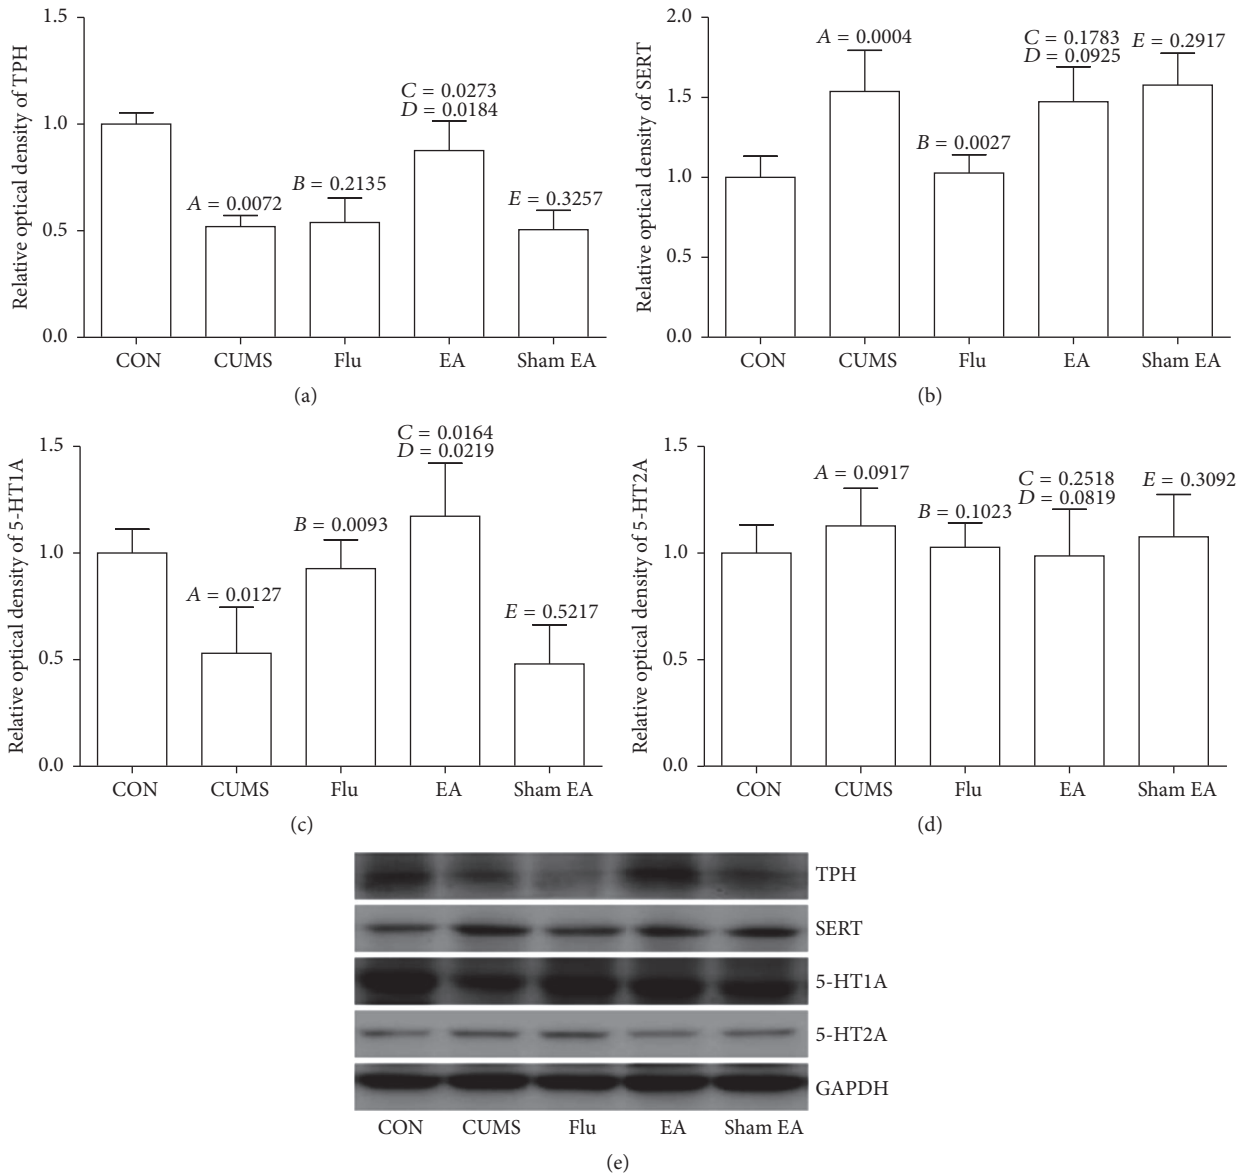 Relative optical density of TPH
1.5
1.0
0.5
0.0
A = 0.0072
B = 0.2135
C = 0.0273
D = 0.0184
E = 0.3257
CON CUMS Flu EA Sham EA
(a)
Relative optical density of SERT
2.0
1.5
1.0
0.5
0.0
A = 0.0004
B = 0.0027
C = 0.1783
D = 0.0925
E = 0.2917
CON CUMS Flu EA Sham EA
(b)
Relative optical density of 5-HT1A
1.5
1.0
0.5
0.0
A = 0.0127
B = 0.0093
C = 0.0164
D = 0.0219
E = 0.5217
CON CUMS Flu EA Sham EA
(c)
Relative optical density of 5-HT2A
1.5
1.0
0.5
0.0
A = 0.0917
B = 0.1023
C = 0.2518
D = 0.0819
E = 0.3092
CON CUMS Flu EA Sham EA
(d)
TPH
SERT
5-HT1A
5-HT2A
GAPDH
CON CUMS Flu EA Sham EA
(e)